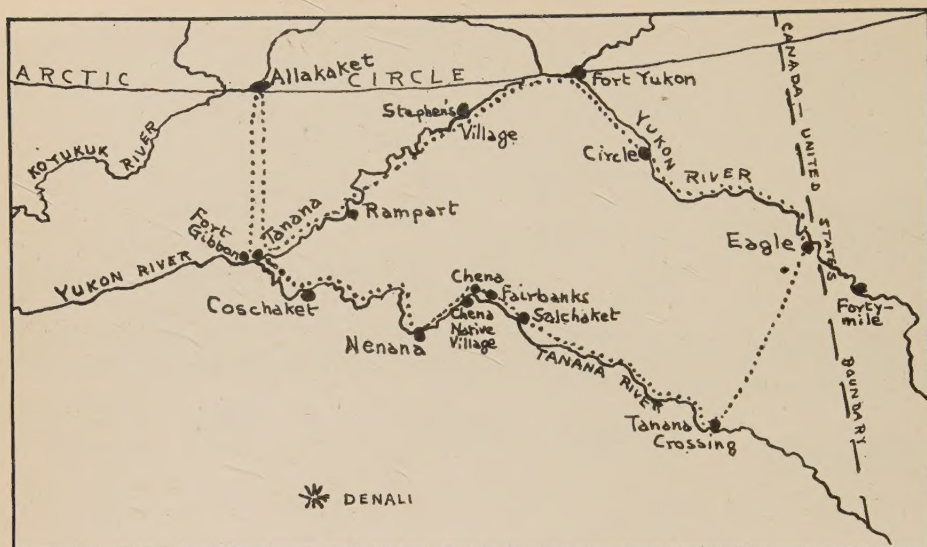 ARCTIC CIRCLE
Allakaket
Fort Yukon
CANADA-UNITED STATES BOUNDARY
KOYUKUK RIVER
Stephen's
Village
YUKON RIVER
Circle
Rampart
Fort
Gibbon
Tanana
YUKON RIVER
Eagle
Coschaket
Chena
Fairbanks
Chena
Native
Village
Salchaket
Forty-
mile
Nenana
TANANA RIVER
Tanana
Crossing
DENALI